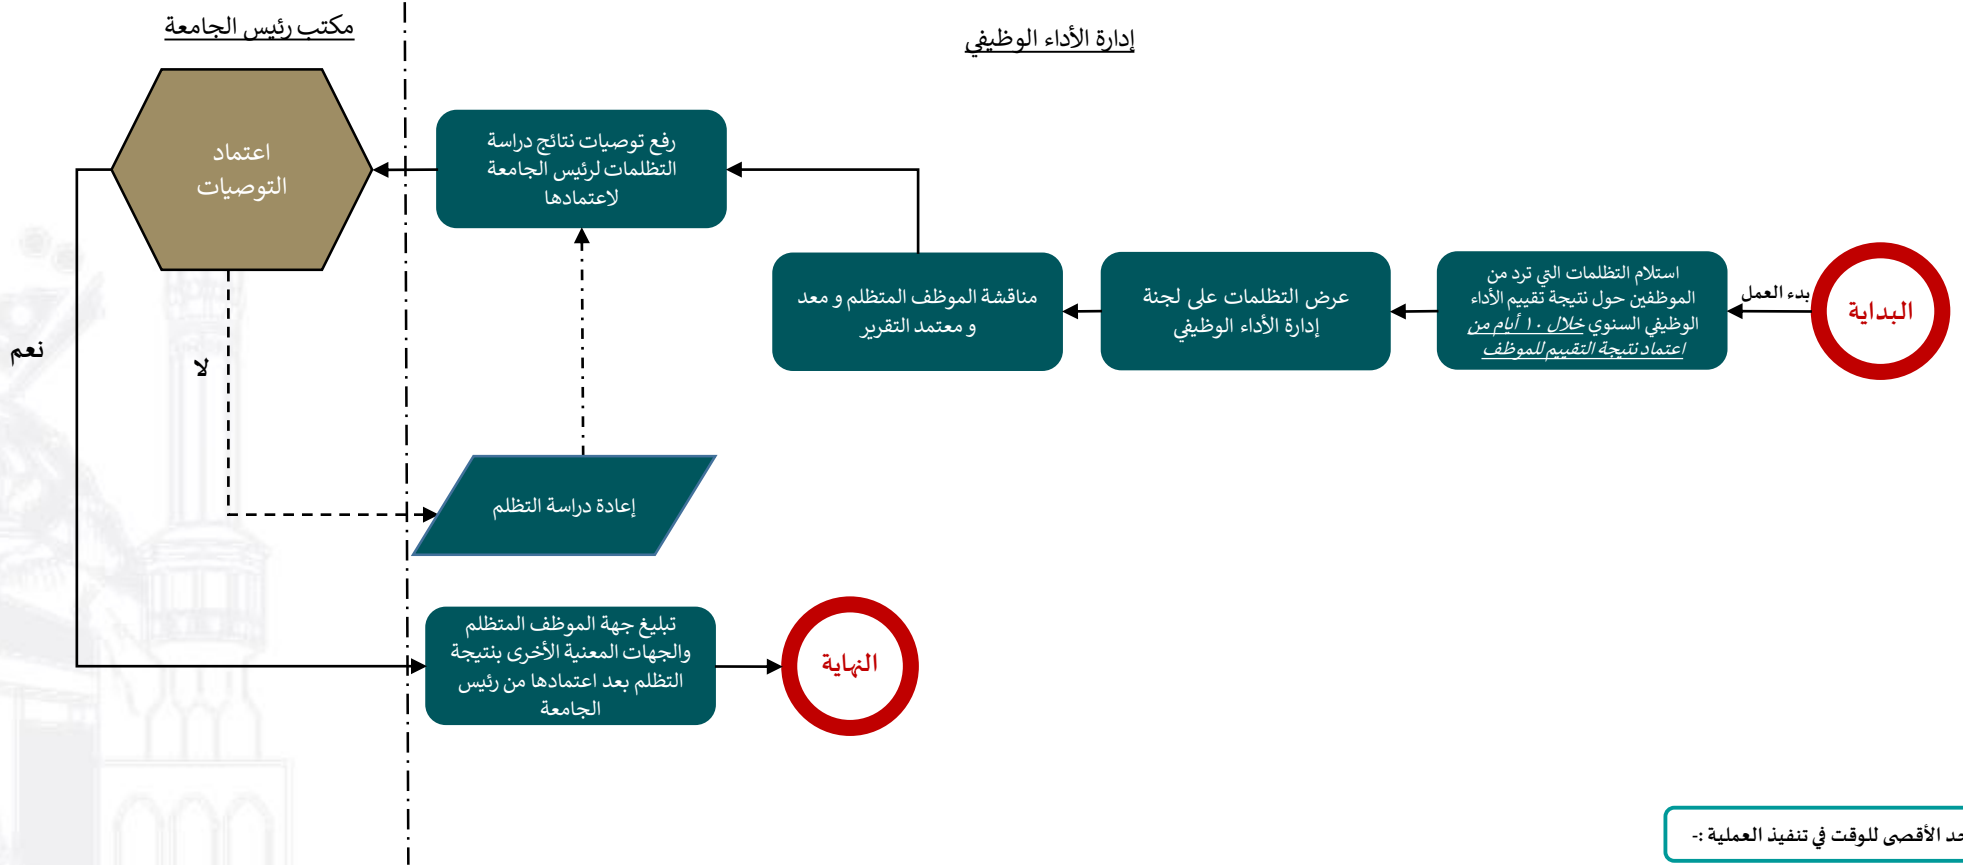 إدارة الأداء الوظيفي
مكتب رئيس الجامعة
البداية
بدء العمل
استلام التظلمات التي ترد من
الموظفين حول نتيجة تقييم الأداء
الوظيفي السنوي خلال ١٠ أيام من
اعتماد نتيجة التقييم للموظف
عرض التظلمات على لجنة
إدارة الأداء الوظيفي
مناقشة الموظف المتظلم و معد
و معتمد التقرير
رفع توصيات نتائج دراسة
التظلمات لرئيس الجامعة
لاعتمادها
اعتماد
التوصيات
لا
نعم
إعادة دراسة التظلم
تبليغ جهة الموظف المتظلم
والجهات المعنية الأخرى بنتيجة
التظلم بعد اعتمادها من رئيس
الجامعة
النهاية
الأقصى للوقت في تنفيذ العملية :-